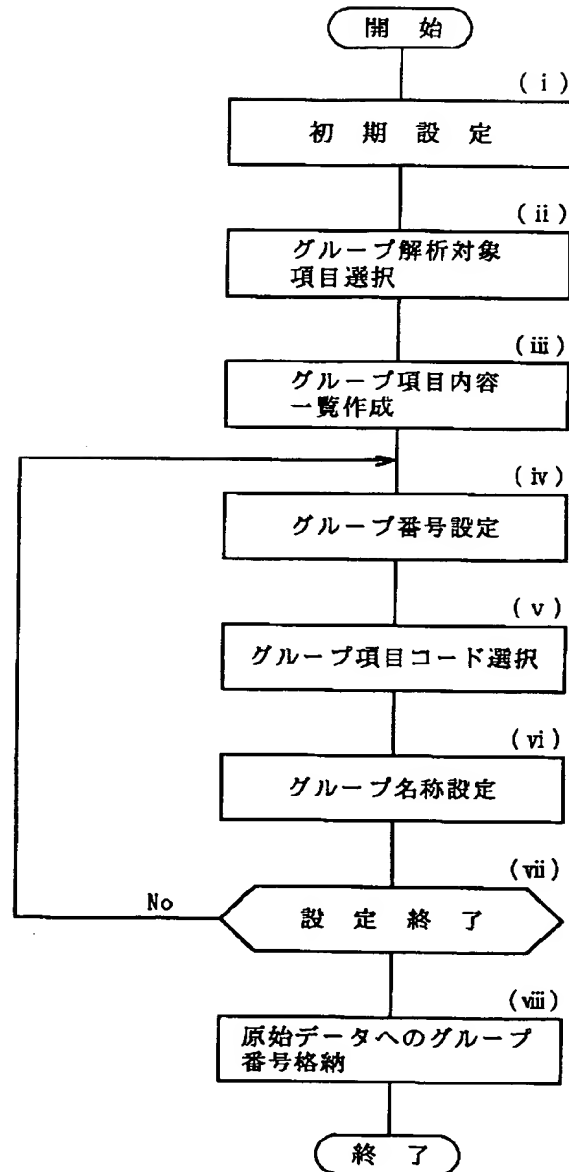 開始
(ⅰ)
初期設定
(ⅱ)
グループ解析対象
項目選択
(ⅲ)
グループ項目内容
一覧作成
(ⅳ)
グループ番号設定
(ⅴ)
グループ項目コード選択
(ⅵ)
グループ名称設定
(ⅶ)
No
設定終了
(ⅷ)
原始データへのグループ
番号格納
終了